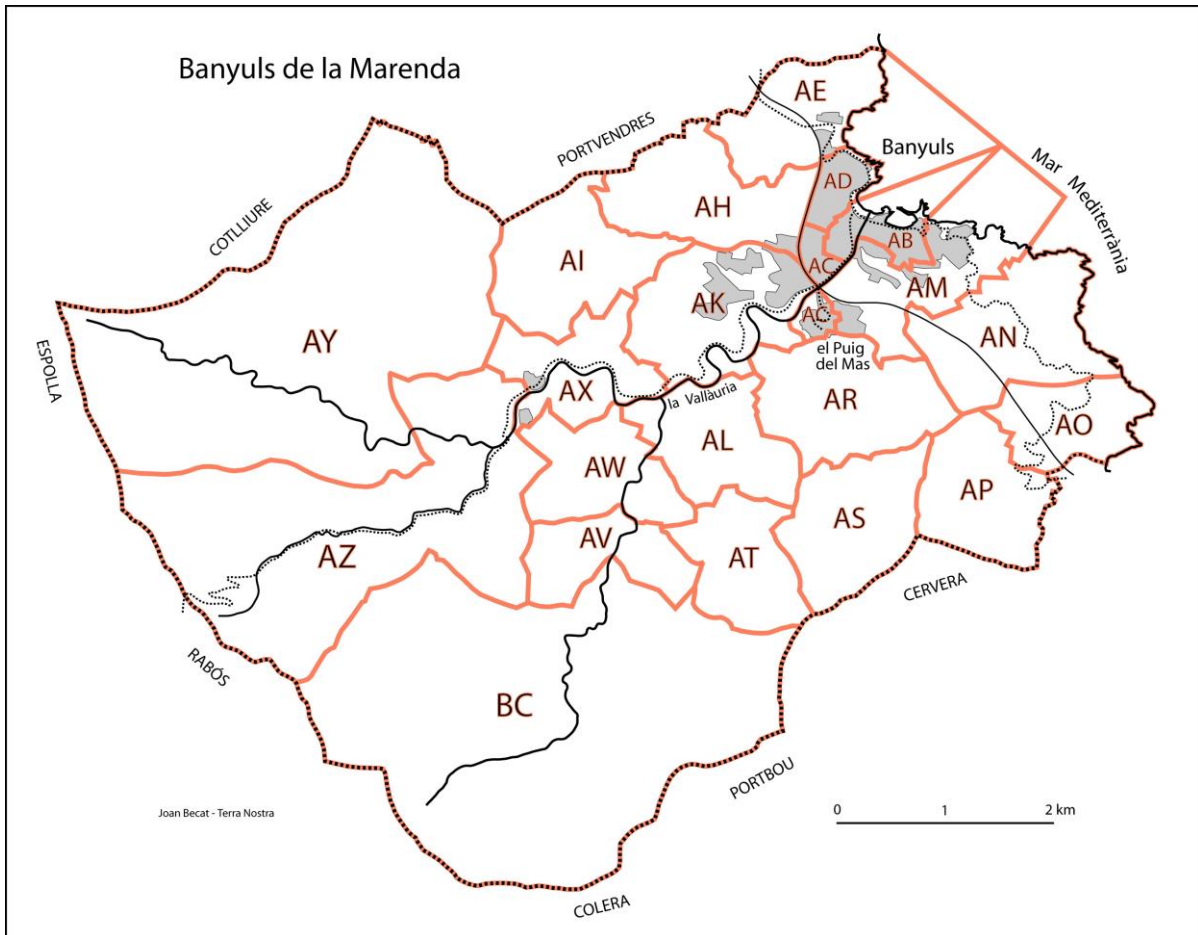 Banyuls de la Marenda
AE
PORTVENDRES
Banyuls
Mar Mediterrània
AD
AH
COTLLIURE
AB
AI
AC
AM
AK
AC
AN
AY
el Puig
del Mas
ESPOLLA
AX
la Vallàuria
AR
AL
AO
AW
AP
AS
AV
AT
AZ
CERVERA
RABÓS
BC
PORTBOU
Joan Becat - Terra Nostra
0 1 2 km
COLERA